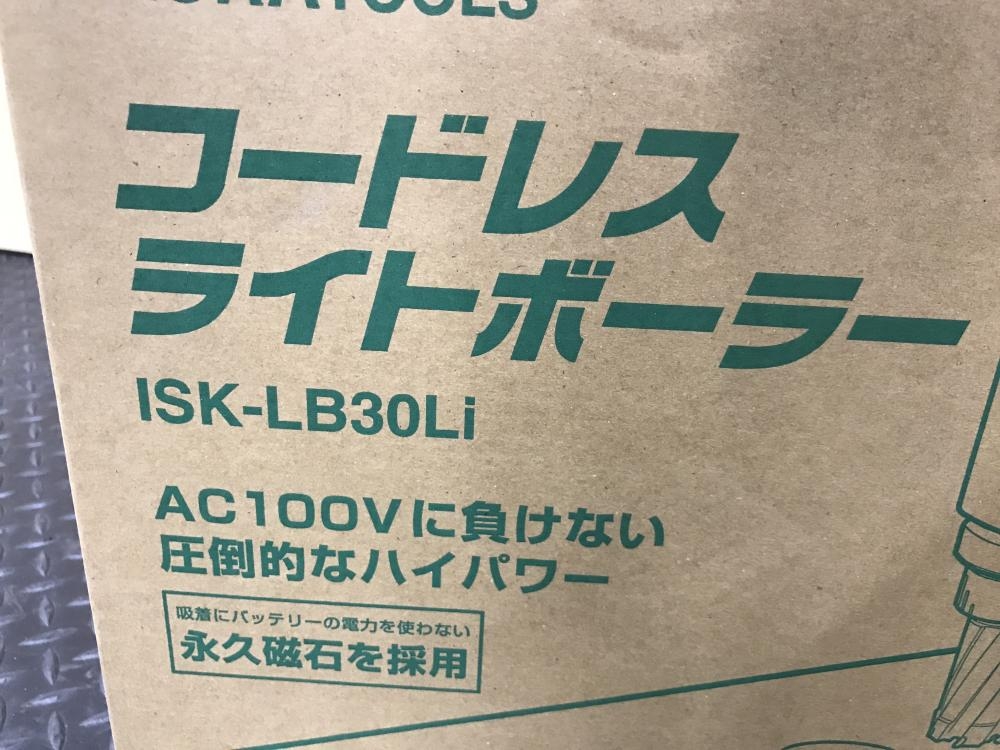 コードレス
ライトボーラー
ISK-LB30Li
AC100Vに負けない
圧倒的なハイパワー
吸着にバッテリーの電力を使わない
永久磁石を採用